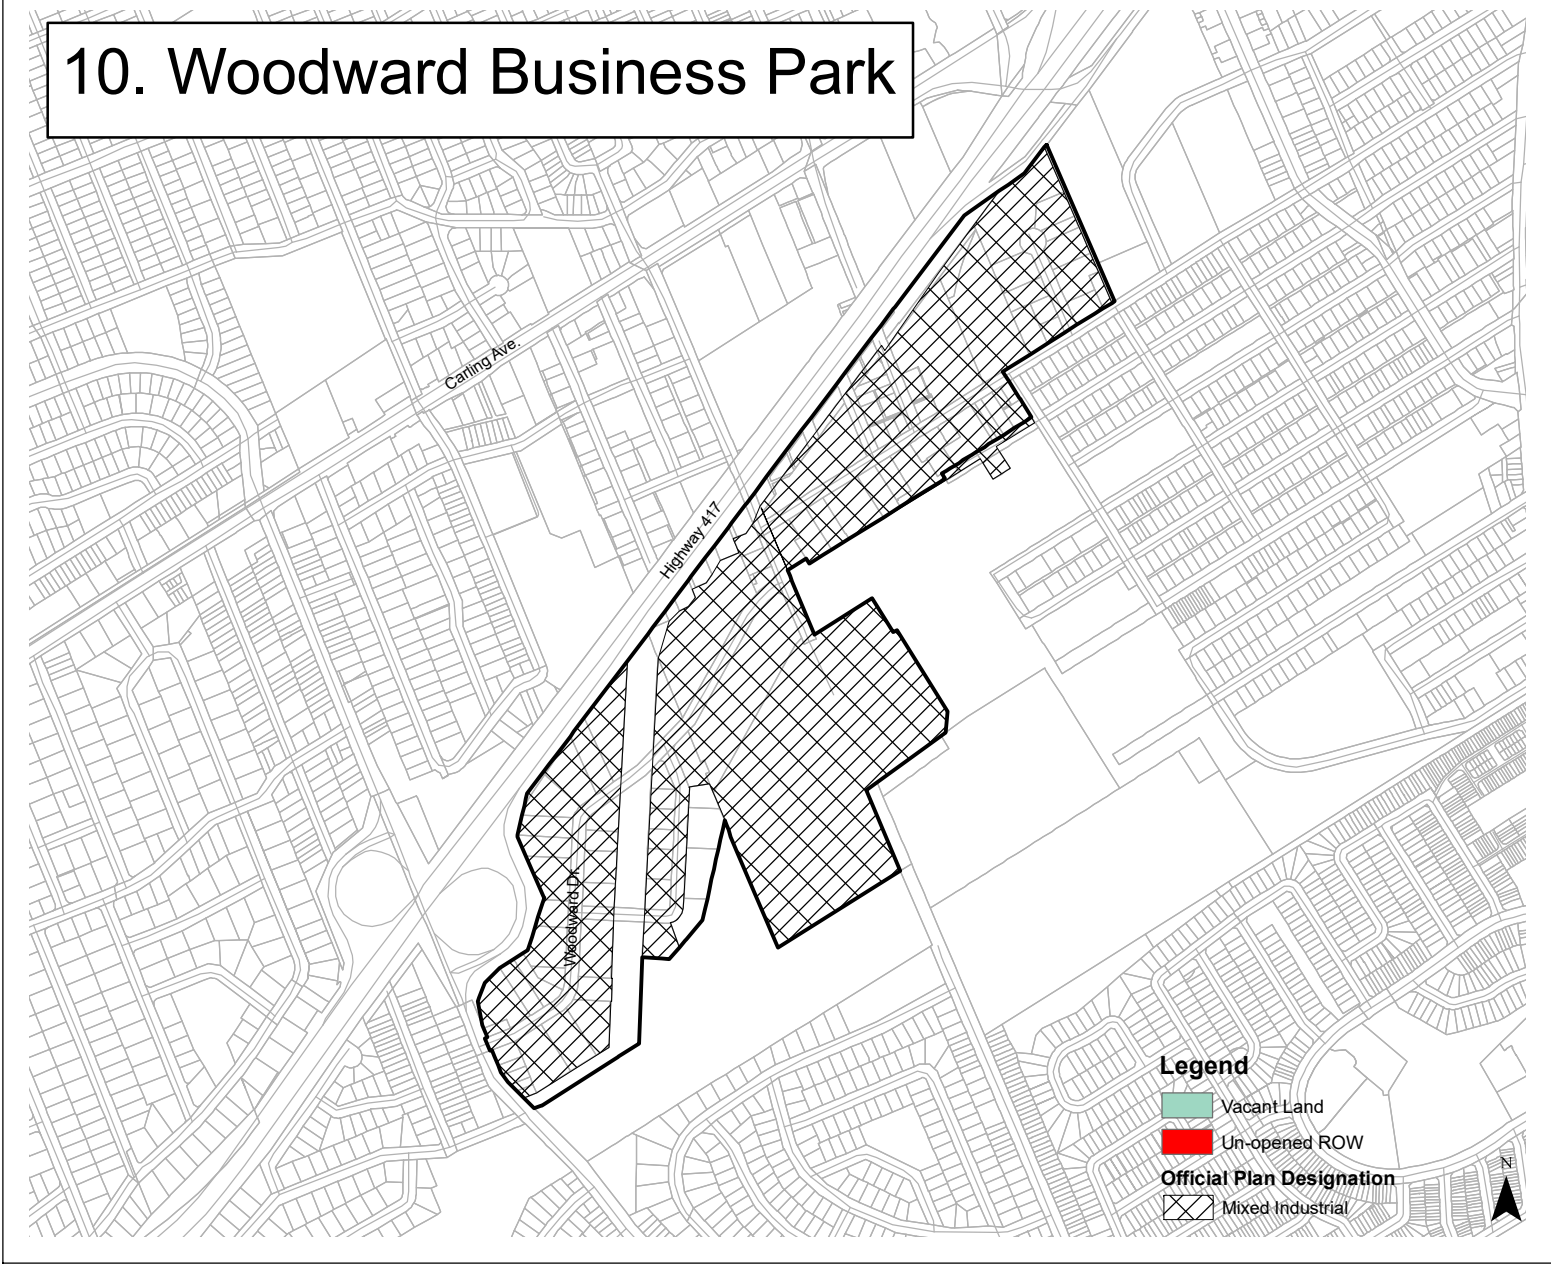 10. Woodward Business Park
Carling Ave.
Highway 417
Woodward Dr.
Legend
Vacant Land
Un-opened ROW
Official Plan Designation
Mixed Industrial
N